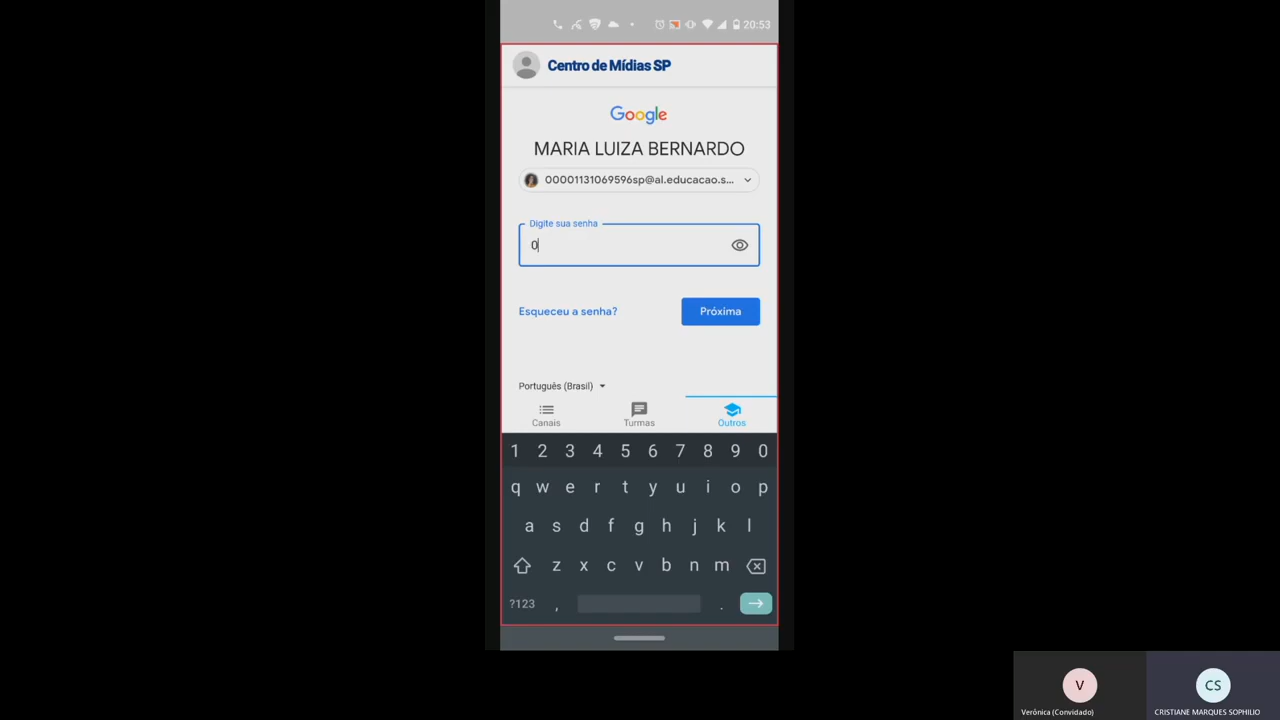 20:53
Centro de Mídias SP
Google
MARIA LUIZA BERNARDO
00001131069596sp@al.educacao.s...
Digite sua senha
0
Esqueceu a senha?
Próxima
Português (Brasil)
Canais
Turmas
Outros
1 2 3 4 5 6 7 8 9 0
q w e r t y u i o p
a s d f g h j k l
z x c v b n m
?123 , .
V
CS
Verônica (Convidado)
CRISTIANE MARQUES SOPHILIO